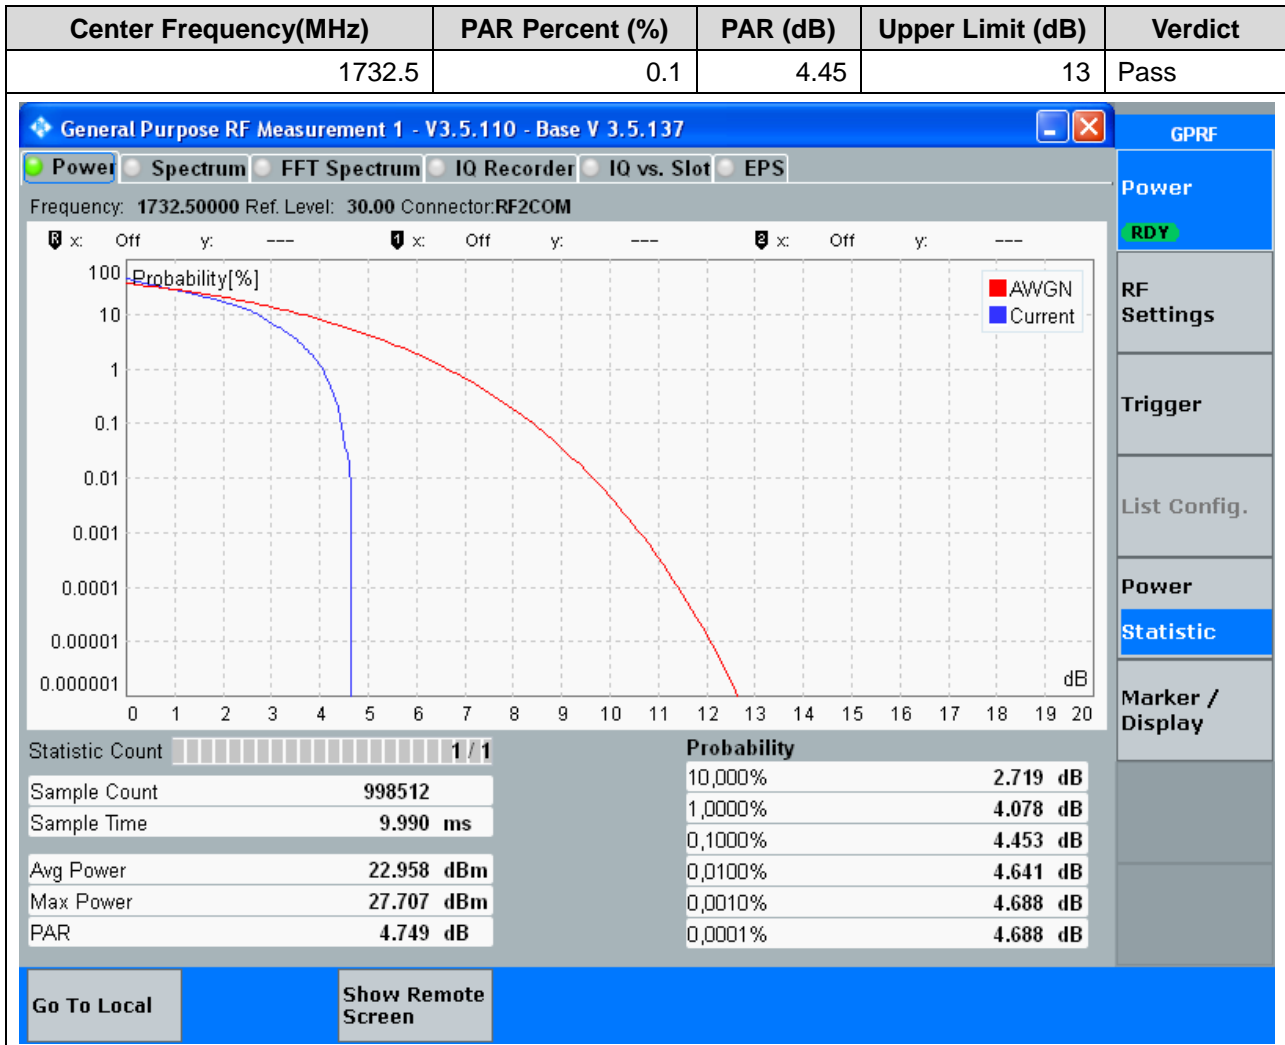 Center Frequency(MHz) PAR Percent (%) PAR (dB) Upper Limit (dB) Verdict
1732.5 0.1 4.45 13 Pass
General Purpose RF Measurement 1 - V3.5.110 - Base V 3.5.137
GPRF
Power Spectrum FFT Spectrum IQ Recorder IQ vs. Slot EPS
Power
RDY
Frequency: 1732.50000 Ref. Level: 30.00 Connector:RF2COM
R x: Off y: --- 1 x: Off y: --- 2 x: Off y: ---
Probability[%]
AWGN
Current
100
10
1
0.1
0.01
0.001
0.0001
0.00001
0.000001
dB
0 1 2 3 4 5 6 7 8 9 10 11 12 13 14 15 16 17 18 19 20
RF
Settings
Trigger
List Config.
Power
Statistic
Marker /
Display
Statistic Count 1 / 1
Sample Count 998512
Sample Time 9.990 ms
Avg Power 22.958 dBm
Max Power 27.707 dBm
PAR 4.749 dB
Probability
10,000% 2.719 dB
1,0000% 4.078 dB
0,1000% 4.453 dB
0,0100% 4.641 dB
0,0010% 4.688 dB
0,0001% 4.688 dB
Go To Local
Show Remote
Screen